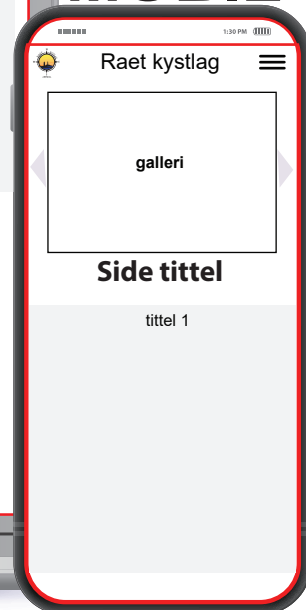 1:30 PM
Raet kystlag
galleri
Side tittel
tittel 1